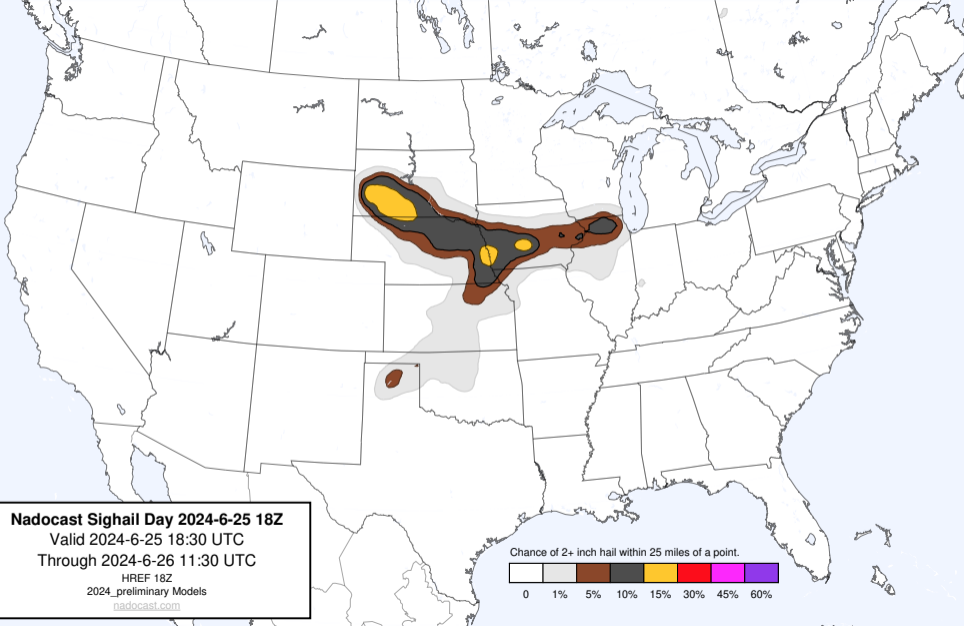 Nadocast Sighail Day 2024-6-25 18Z
Valid 2024-6-25 18:30 UTC
Through 2024-6-26 11:30 UTC
HREF 18Z
2024_preliminary Models
nadocast.com
Chance of 2+ inch hail within 25 miles of a point.
0 1% 5% 10% 15% 30% 45% 60%